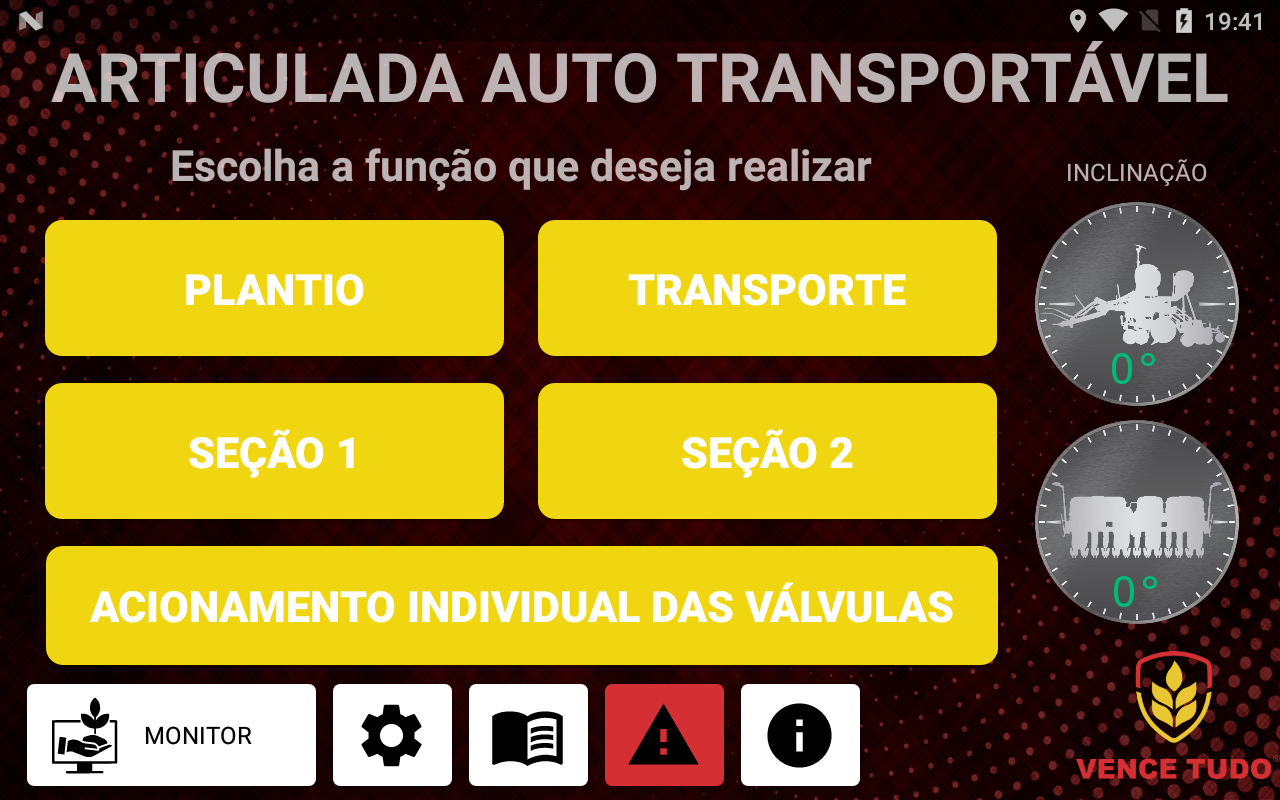 19:41
ARTICULADA AUTO TRANSPORTÁVEL
Escolha a função que deseja realizar
INCLINAÇÃO
PLANTIO
TRANSPORTE
0°
SEÇÃO 1
SEÇÃO 2
0°
ACIONAMENTO INDIVIDUAL DAS VÁLVULAS
MONITOR
VENCE TUDO